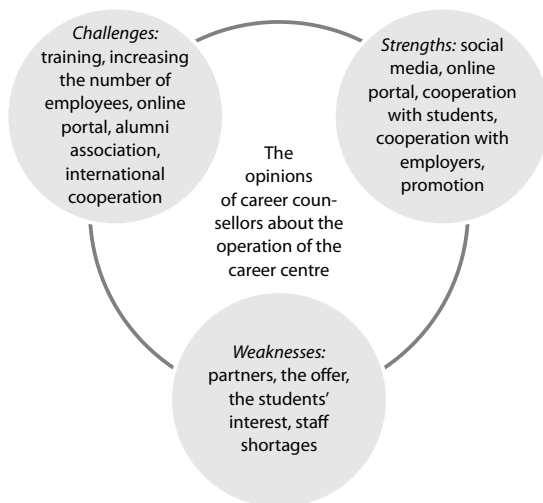 Challenges:
training, increasing
the number of
employees, online
portal, alumni
association,
international
cooperation
Strengths: social
media, online
portal, cooperation
with students,
cooperation with
employers,
promotion
The
opinions
of career coun-
sellors about the
operation of the
career centre
Weaknesses:
partners, the offer,
the students’
interest, staff
shortages